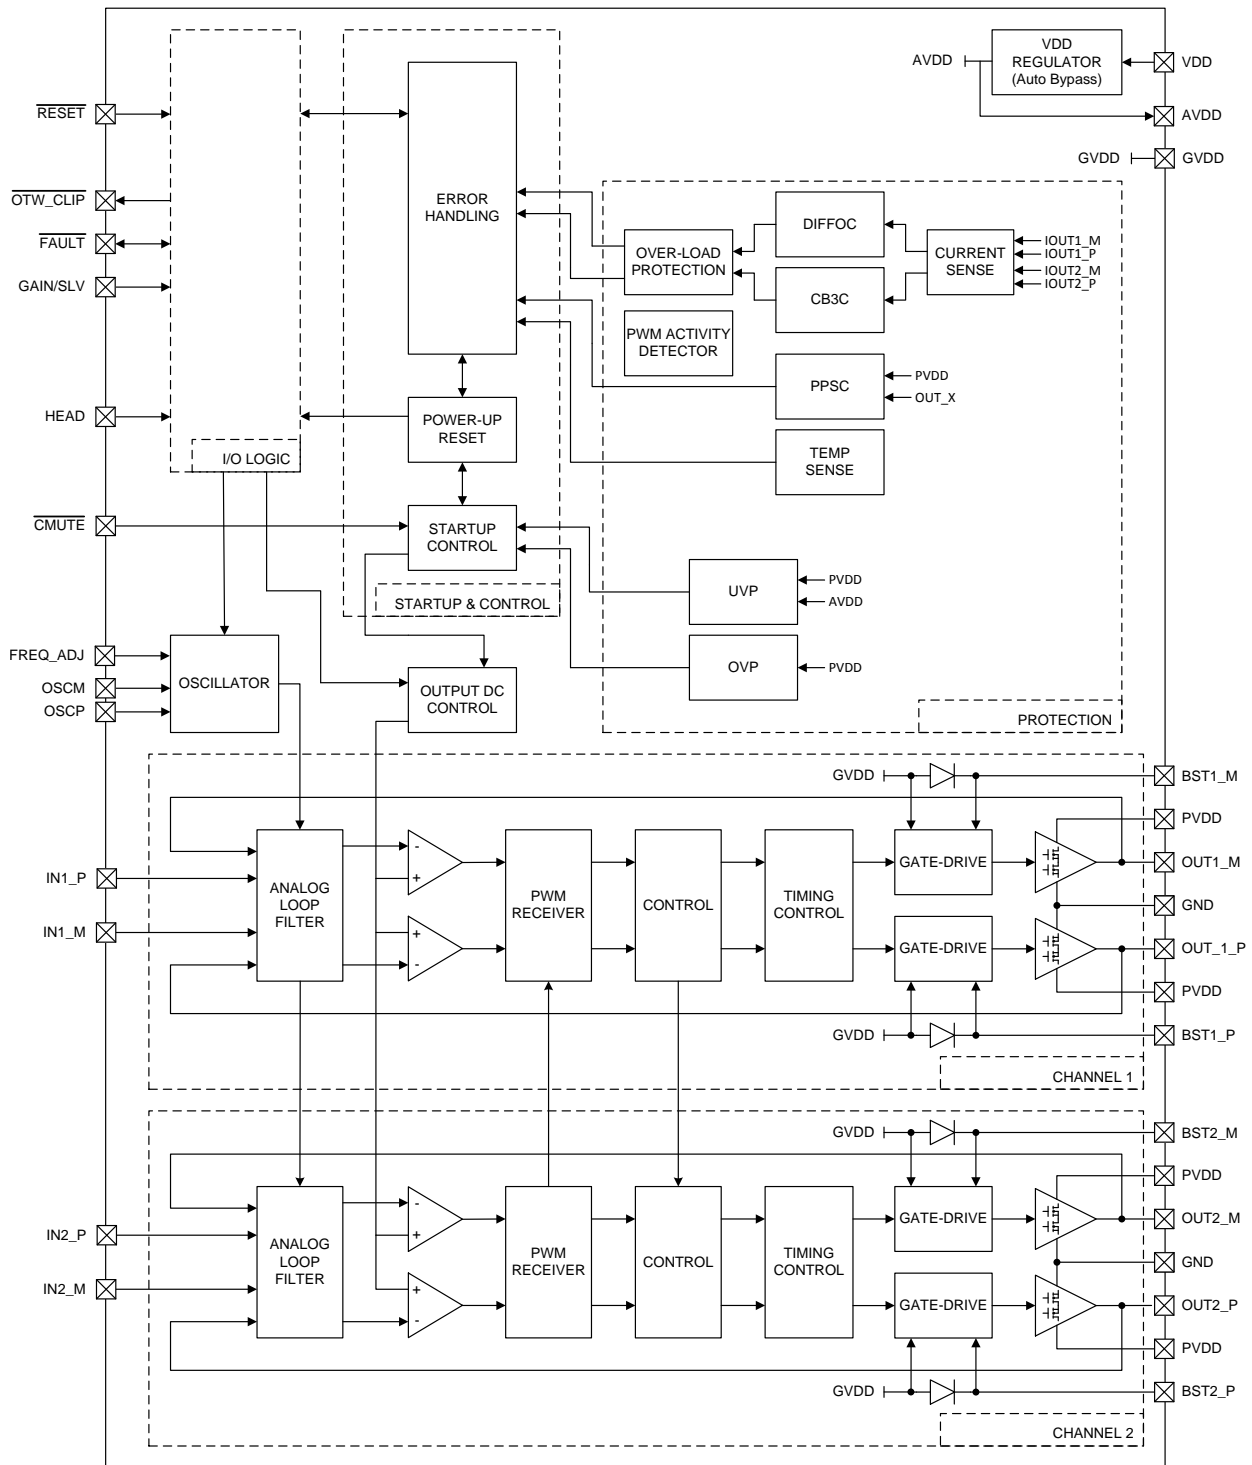 VDD
REGULATOR
(Auto Bypass)
AVDD
VDD
AVDD
GVDD
GVDD
RESET
OTW_CLIP
FAULT
GAIN/SLV
HEAD
CMUTE
FREQ_ADJ
OSCM
OSCP
I/O LOGIC
ERROR
HANDLING
POWER-UP
RESET
STARTUP
CONTROL
STARTUP & CONTROL
OSCILLATOR
OUTPUT DC
CONTROL
OVER-LOAD
PROTECTION
DIFFOC
CB3C
CURRENT
SENSE
IOUT1_M
IOUT1_P
IOUT2_M
IOUT2_P
PWM ACTIVITY
DETECTOR
PPSC
PVDD
OUT_X
TEMP
SENSE
UVP
PVDD
AVDD
OVP
PVDD
PROTECTION
GVDD
BST1_M
PVDD
IN1_P
IN1_M
ANALOG
LOOP
FILTER
-
+
+
-
PWM
RECEIVER
CONTROL
TIMING
CONTROL
GATE-DRIVE
GATE-DRIVE
OUT1_M
GND
OUT_1_P
PVDD
GVDD
BST1_P
CHANNEL 1
GVDD
BST2_M
PVDD
IN2_P
IN2_M
ANALOG
LOOP
FILTER
-
+
+
-
PWM
RECEIVER
CONTROL
TIMING
CONTROL
GATE-DRIVE
GATE-DRIVE
OUT2_M
GND
OUT2_P
PVDD
GVDD
BST2_P
CHANNEL 2